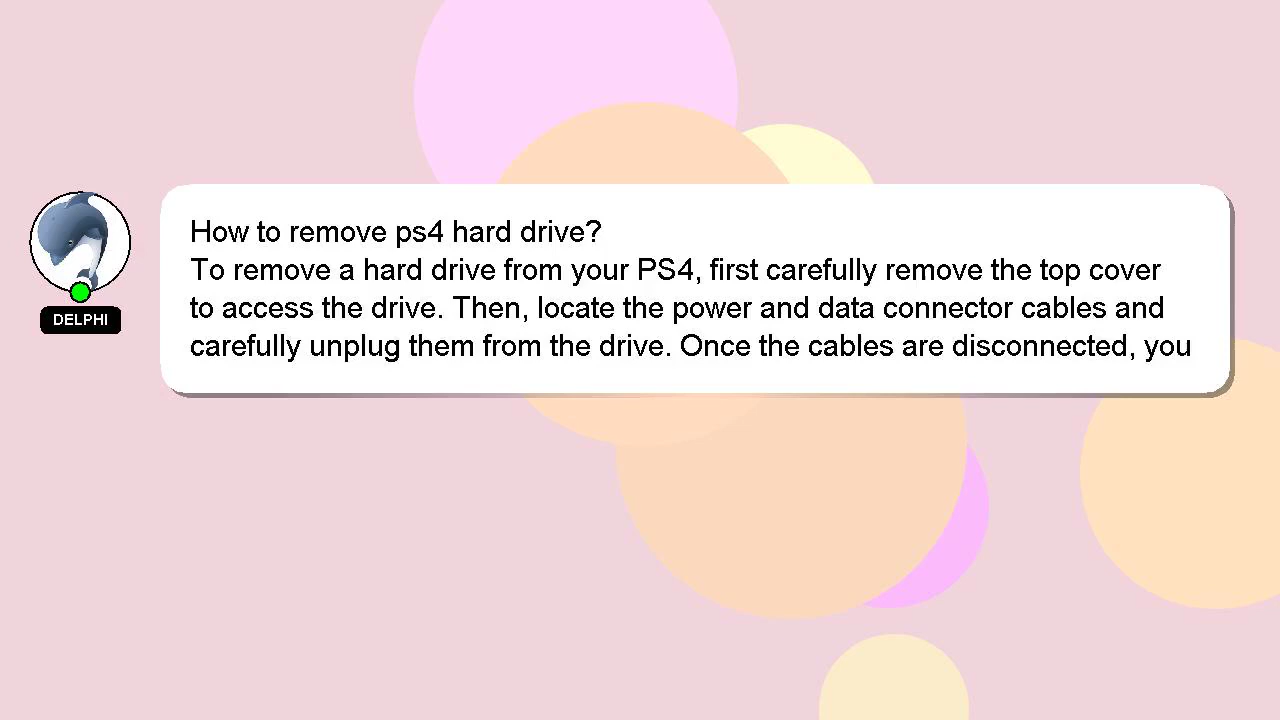 How to remove ps4 hard drive?
To remove a hard drive from your PS4, first carefully remove the top cover
to access the drive. Then, locate the power and data connector cables and
carefully unplug them from the drive. Once the cables are disconnected, you
DELPHI